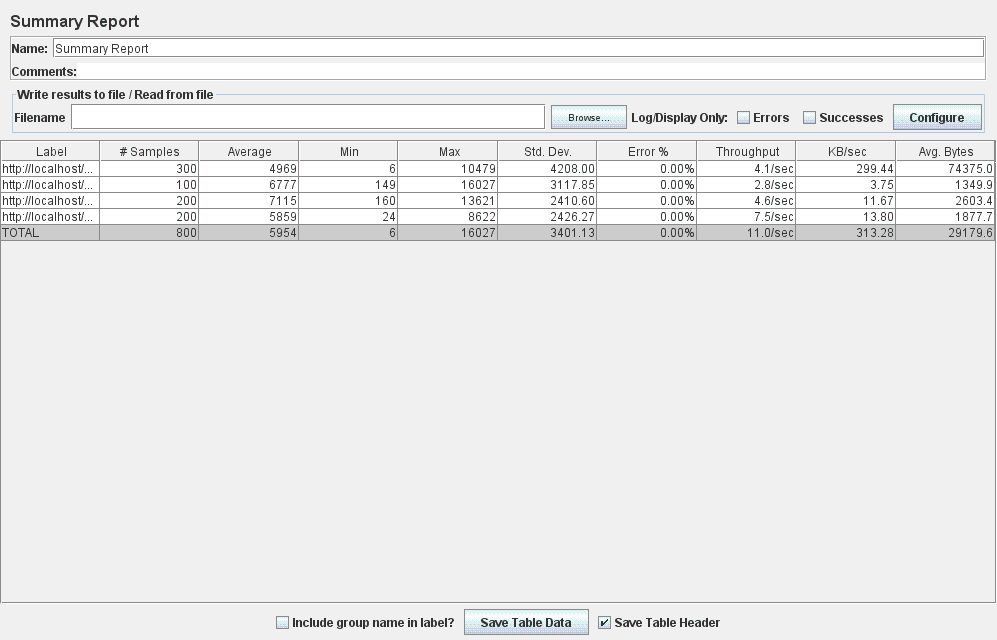 Summary Report
Name: Summary Report
Comments:
Write results to file / Read from file
Filename Browse... Log/Display Only: Errors Successes Configure
Label # Samples Average Min Max Std. Dev. Error % Throughput KB/sec Avg. Bytes
http://localhost/... 300 4969 6 10479 4208.00 0.00% 4.1/sec 299.44 74375.0
http://localhost/... 100 6777 149 16027 3117.85 0.00% 2.8/sec 3.75 1349.9
http://localhost/... 200 7115 160 13621 2410.60 0.00% 4.6/sec 11.67 2603.4
http://localhost/... 200 5859 24 8622 2426.27 0.00% 7.5/sec 13.80 1877.7
TOTAL 800 5954 6 16027 3401.13 0.00% 11.0/sec 313.28 29179.6
Include group name in label? Save Table Data Save Table Header